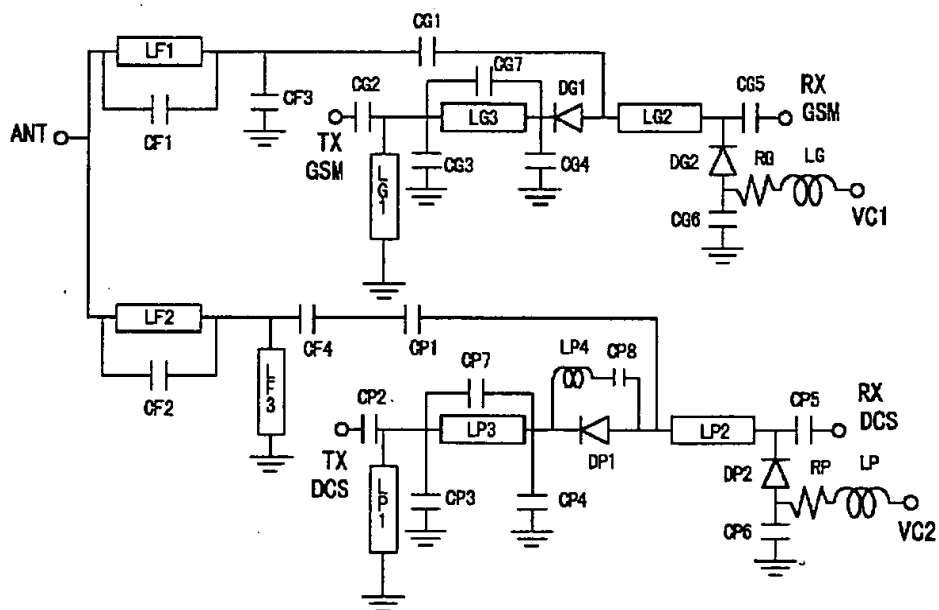 CG1
LF1
CG7
CG2
DG1
CG5
RX
GSM
CF3
ANT
CF1
TX
GSM
LG3
LG2
CG3
CG4
LG1
DG2
RG
LG
CG6
VC1
LF2
CF4
CP1
LP4
CP8
CF2
LF3
CP7
CP2
CP5
RX
DCS
LP3
LP2
TX
DCS
DP1
DP2
RP
LP
LP1
CP3
CP4
CP6
VC2